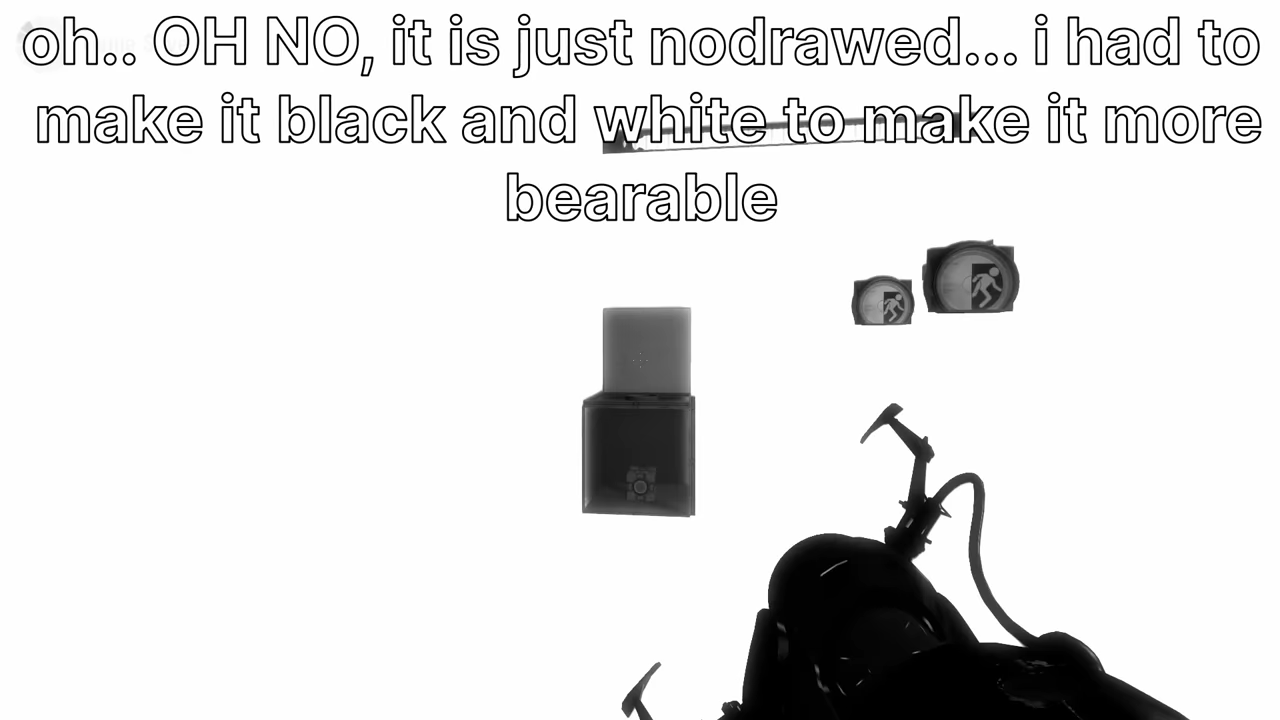 oh.. OH NO, it is just nodrawed... i had to
make it black and white to make it more
bearable